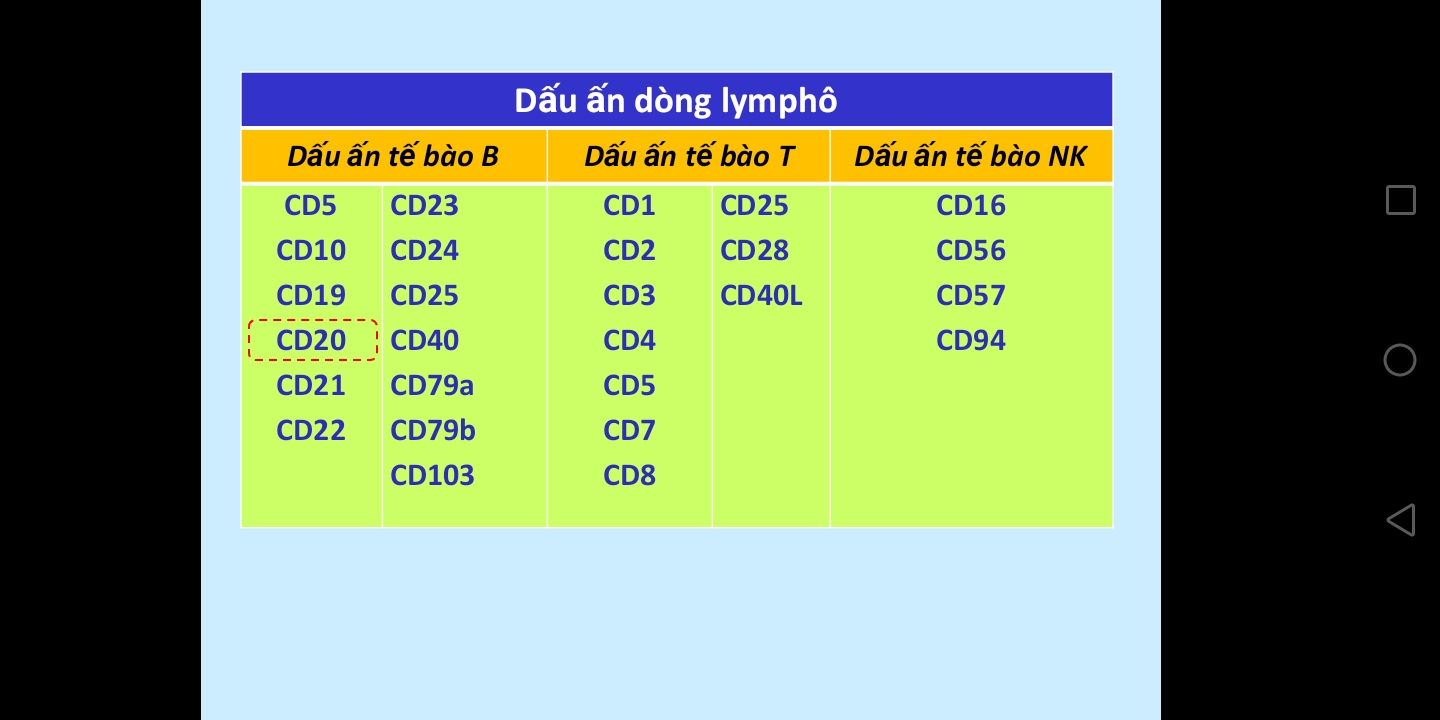 Dấu ấn dòng lymphô
Dấu ấn tế bào B Dấu ấn tế bào T Dấu ấn tế bào NK
CD5 CD23 CD1 CD25 CD16
CD10 CD24 CD2 CD28 CD56
CD19 CD25 CD3 CD40L CD57
CD20 CD40 CD4 CD94
CD21 CD79a CD5
CD22 CD79b CD7
CD103 CD8